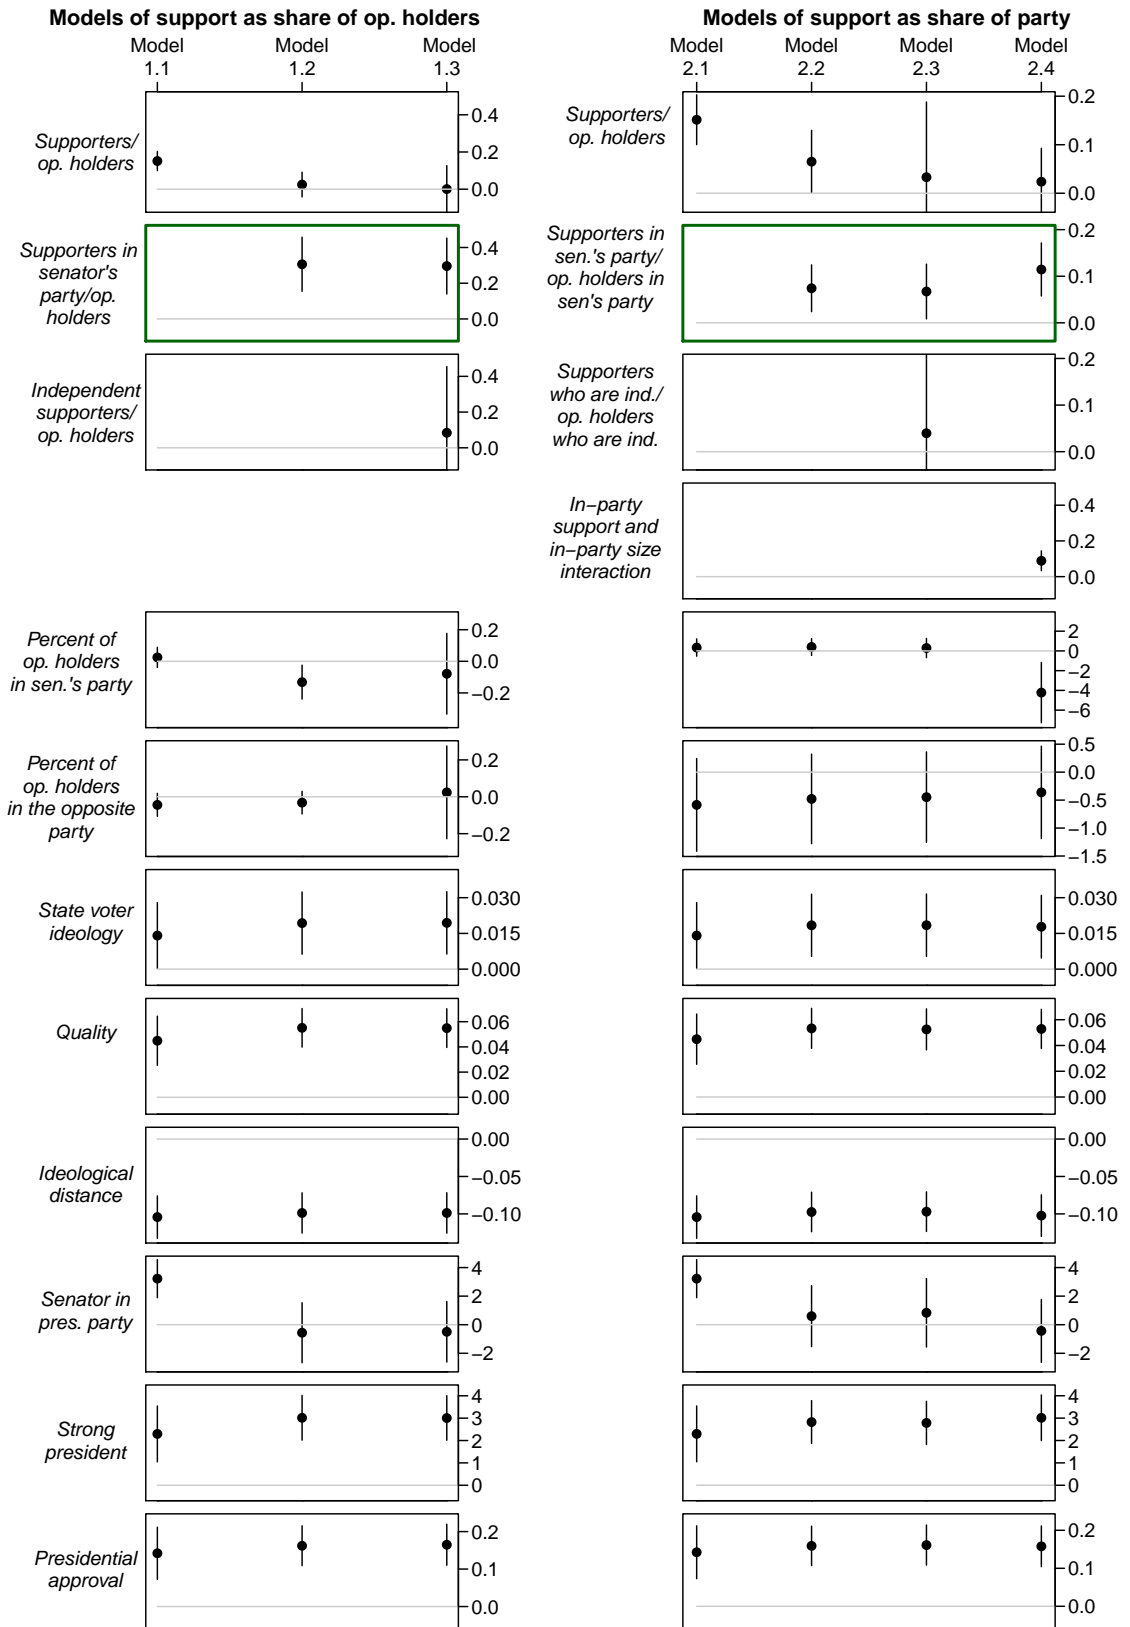 Models of support as share of op. holders
Model
1.1
Model
1.2
Model
1.3
Supporters/
op. holders
0.4
0.2
0.0
Supporters in
senator's
party/op.
holders
0.4
0.2
0.0
Independent
supporters/
op. holders
0.4
0.2
0.0
Percent of
op. holders
in sen.'s party
0.2
0.0
−0.2
Percent of
op. holders
in the opposite
party
0.2
0.0
−0.2
State voter
ideology
0.030
0.015
0.000
Quality
0.06
0.04
0.02
0.00
Ideological
distance
0.00
−0.05
−0.10
Senator in
pres. party
4
2
0
−2
Strong
president
4
3
2
1
0
Presidential
approval
0.2
0.1
0.0
Models of support as share of party
Model
2.1
Model
2.2
Model
2.3
Model
2.4
Supporters/
op. holders
0.2
0.1
0.0
Supporters in
sen.'s party/
op. holders in
sen's party
0.2
0.1
0.0
Supporters
who are ind./
op. holders
who are ind.
0.2
0.1
0.0
In−party
support and
in−party size
interaction
0.4
0.2
0.0
2
0
−2
−4
−6
0.5
0.0
−0.5
−1.0
−1.5
0.030
0.015
0.000
0.06
0.04
0.02
0.00
0.00
−0.05
−0.10
4
2
0
−2
4
3
2
1
0
0.2
0.1
0.0